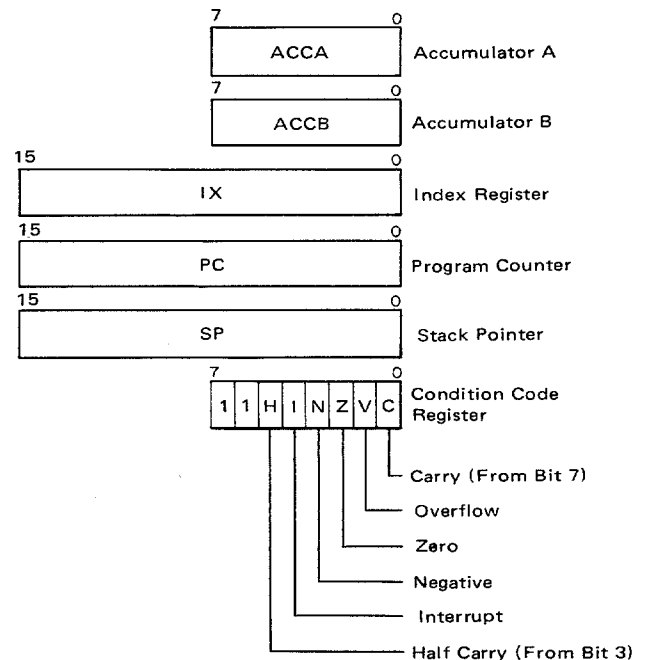 7 0
ACCA Accumulator A
7 0
ACCB Accumulator B
15 0
IX Index Register
15 0
PC Program Counter
15 0
SP Stack Pointer
7 0
1 1 H I N Z V C Condition Code
Register
Carry (From Bit 7)
Overflow
Zero
Negative
Interrupt
Half Carry (From Bit 3)